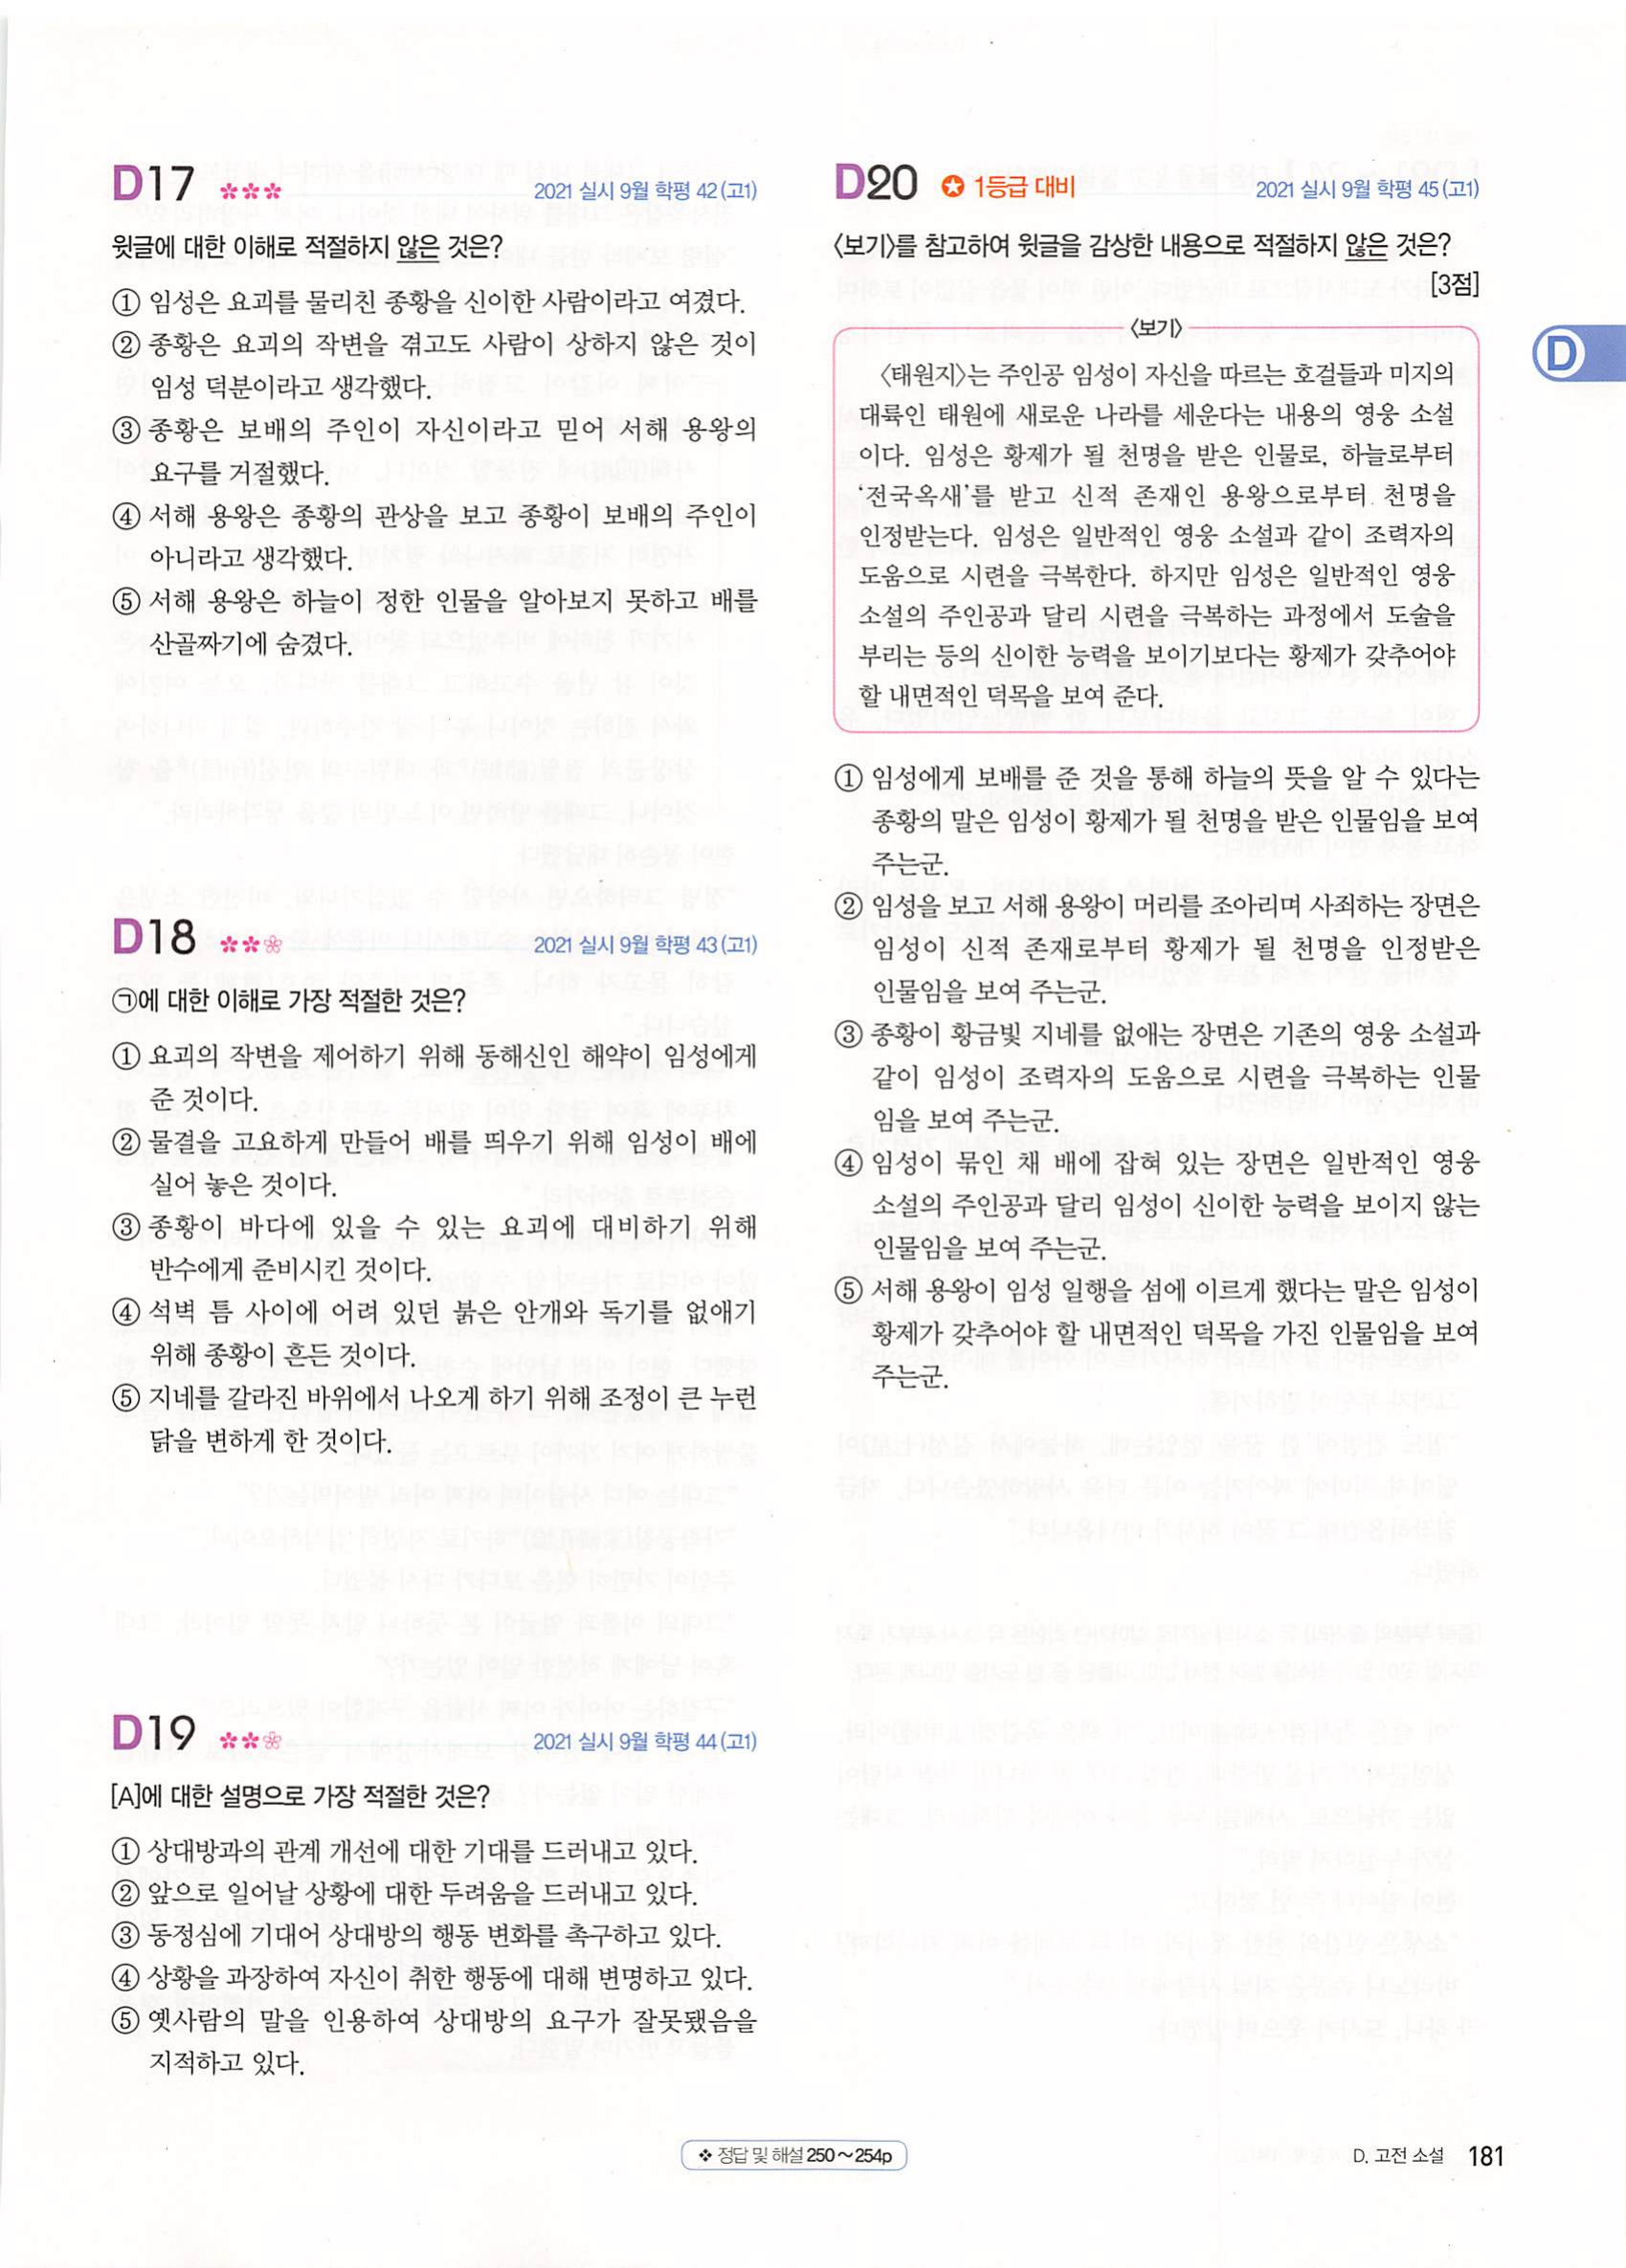 D17 ✽✽✽ 2021 실시 9월 학평 42 (고1)
윗글에 대한 이해로 적절하지 않은 것은?
① 임성은 요괴를 물리친 종황을 신이한 사람이라고 여겼다.
② 종황은 요괴의 작변을 겪고도 사람이 상하지 않은 것이
임성 덕분이라고 생각했다.
③ 종황은 보배의 주인이 자신이라고 믿어 서해 용왕의
요구를 거절했다.
④ 서해 용왕은 종황의 관상을 보고 종황이 보배의 주인이
아니라고 생각했다.
⑤ 서해 용왕은 하늘이 정한 인물을 알아보지 못하고 배를
산골짜기에 숨겼다.
D18 ✽✽❀ 2021 실시 9월 학평 43 (고1)
㉠에 대한 이해로 가장 적절한 것은?
① 요괴의 작변을 제어하기 위해 동해신인 해약이 임성에게
준 것이다.
② 물결을 고요하게 만들어 배를 띄우기 위해 임성이 배에
실어 놓은 것이다.
③ 종황이 바다에 있을 수 있는 요괴에 대비하기 위해
반수에게 준비시킨 것이다.
④ 석벽 틈 사이에 어려 있던 붉은 안개와 독기를 없애기
위해 종황이 흔든 것이다.
⑤ 지네를 갈라진 바위에서 나오게 하기 위해 조정이 큰 누런
닭을 변하게 한 것이다.
D19 ✽✽❀ 2021 실시 9월 학평 44 (고1)
[A]에 대한 설명으로 가장 적절한 것은?
① 상대방과의 관계 개선에 대한 기대를 드러내고 있다.
② 앞으로 일어날 상황에 대한 두려움을 드러내고 있다.
③ 동정심에 기대어 상대방의 행동 변화를 촉구하고 있다.
④ 상황을 과장하여 자신이 취한 행동에 대해 변명하고 있다.
⑤ 옛사람의 말을 인용하여 상대방의 요구가 잘못됐음을
지적하고 있다.
D20 ✪ 1등급 대비 2021 실시 9월 학평 45 (고1)
〈보기〉를 참고하여 윗글을 감상한 내용으로 적절하지 않은 것은?
[3점]
〈보기〉
〈태원지〉는 주인공 임성이 자신을 따르는 호걸들과 미지의
대륙인 태원에 새로운 나라를 세운다는 내용의 영웅 소설
이다. 임성은 황제가 될 천명을 받은 인물로, 하늘로부터
'전국옥새'를 받고 신적 존재인 용왕으로부터 천명을
인정받는다. 임성은 일반적인 영웅 소설과 같이 조력자의
도움으로 시련을 극복한다. 하지만 임성은 일반적인 영웅
소설의 주인공과 달리 시련을 극복하는 과정에서 도술을
부리는 등의 신이한 능력을 보이기보다는 황제가 갖추어야
할 내면적인 덕목을 보여 준다.
① 임성에게 보배를 준 것을 통해 하늘의 뜻을 알 수 있다는
종황의 말은 임성이 황제가 될 천명을 받은 인물임을 보여
주는군.
② 임성을 보고 서해 용왕이 머리를 조아리며 사죄하는 장면은
임성이 신적 존재로부터 황제가 될 천명을 인정받은
인물임을 보여 주는군.
③ 종황이 황금빛 지네를 없애는 장면은 기존의 영웅 소설과
같이 임성이 조력자의 도움으로 시련을 극복하는 인물
임을 보여 주는군.
④ 임성이 묶인 채 배에 잡혀 있는 장면은 일반적인 영웅
소설의 주인공과 달리 임성이 신이한 능력을 보이지 않는
인물임을 보여 주는군.
⑤ 서해 용왕이 임성 일행을 섬에 이르게 했다는 말은 임성이
황제가 갖추어야 할 내면적인 덕목을 가진 인물임을 보여
주는군.
D
❖ 정답 및 해설 250~254p
D. 고전 소설 181